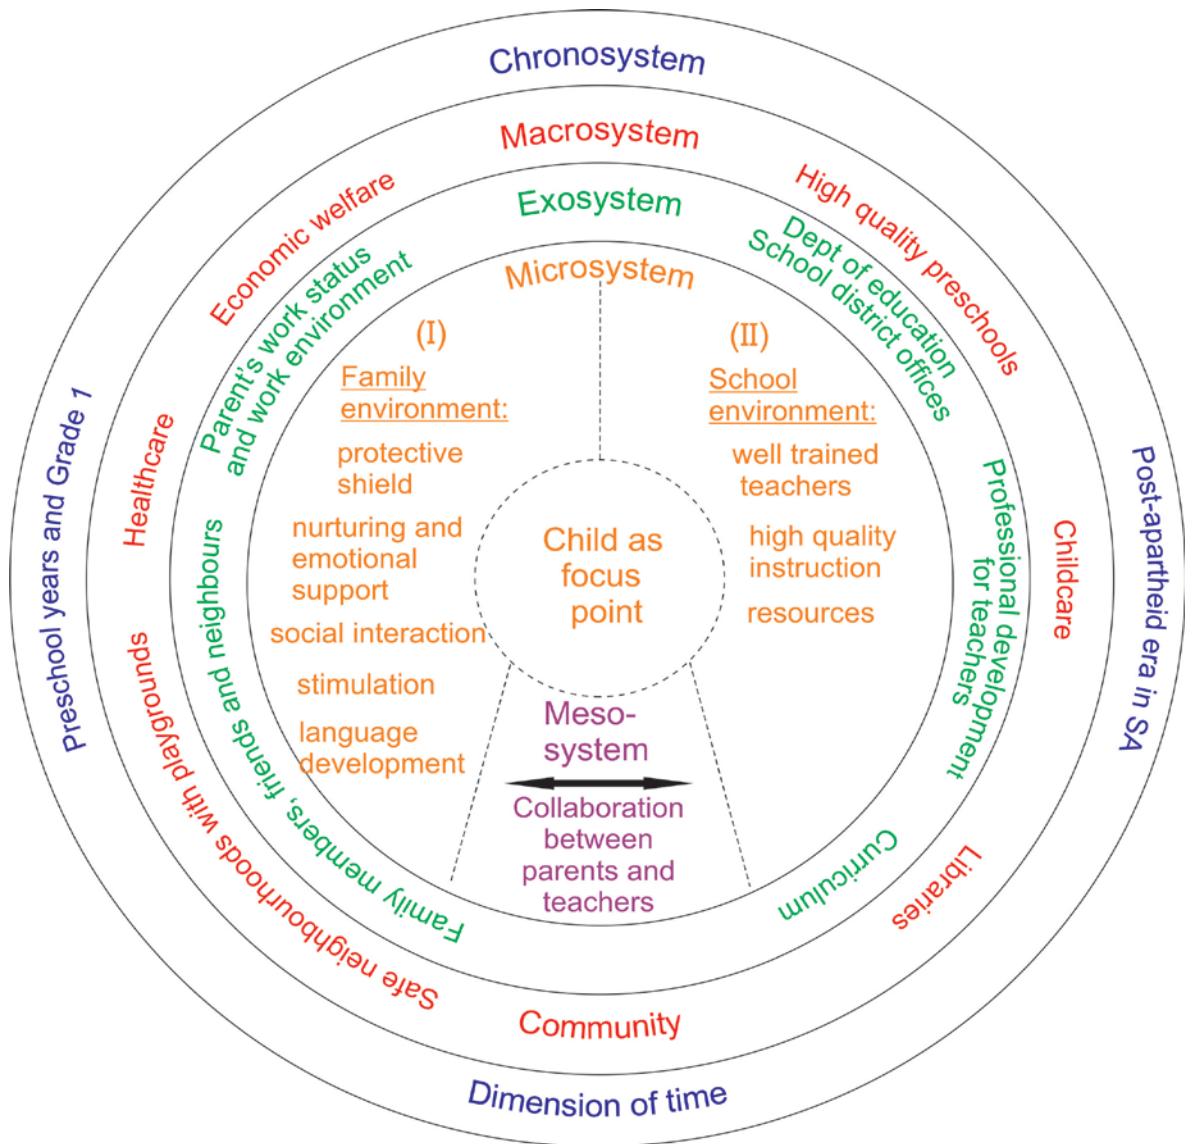 Chronosystem
Macrosystem
Exosystem
Microsystem
Economic welfare
High quality preschools
Parent's work status
and work environment
Dept of education
School district offices
(I)
Family
environment:
protective
shield
nurturing and
emotional
support
social interaction
stimulation
language
development
(II)
School
environment:
well trained
teachers
high quality
instruction
resources
Child as
focus
point
Meso-
system
Collaboration
between
parents and
teachers
Preschool years and Grade 1
Healthcare
Safe neighbourhoods with playgrounds
Family members, friends and neighbours
Professional development
for teachers
Curriculum
Childcare
Libraries
Post-apartheid era in SA
Community
Dimension of time